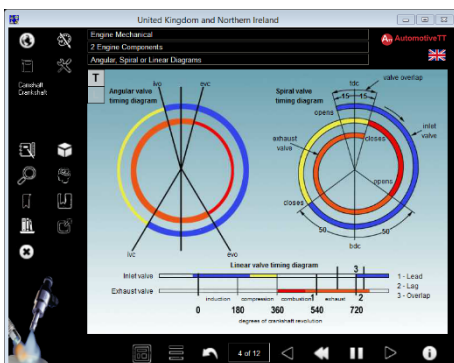 United Kingdom and Northern Ireland
Engine Mechanical
2 Engine Components
Angular, Spiral or Linear Diagrams
AutomotiveTT
Camshaft
Crankshaft
T
ivo
evc
Angular valve
timing diagram
ivc
evo
Spiral valve
timing diagram
tdc
valve overlap
15
15
opens
inlet
valve
exhaust
valve
closes
opens
closes
50
50
bdc
Linear valve timing diagram
3
Inlet valve
1 - Lead
2 - Lag
Exhaust valve
1
2
3 - Overlap
induction
compression
combustion
exhaust
0
180
360
540
720
degrees of crankshaft revolution
4 of 12